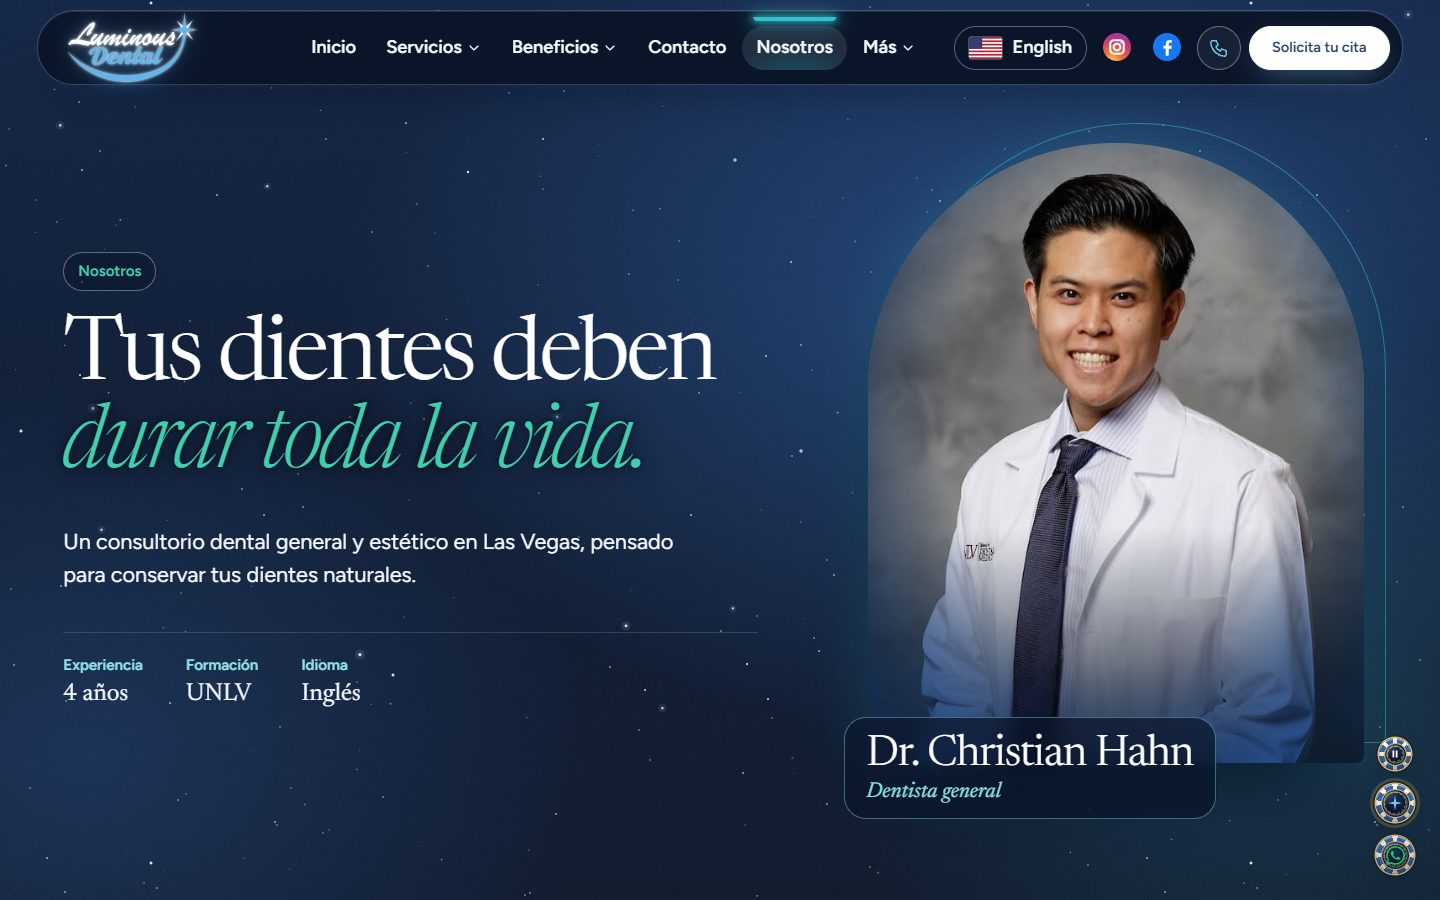 Luminous
Dental
Inicio
Servicios
Beneficios
Contacto
Nosotros
Más
English
Solicita tu cita
Nosotros
Tus dientes deben
durar toda la vida.
Un consultorio dental general y estético en Las Vegas, pensado
para conservar tus dientes naturales.
Experiencia
4 años
Formación
UNLV
Idioma
Inglés
Dr. Christian Hahn
Dentista general